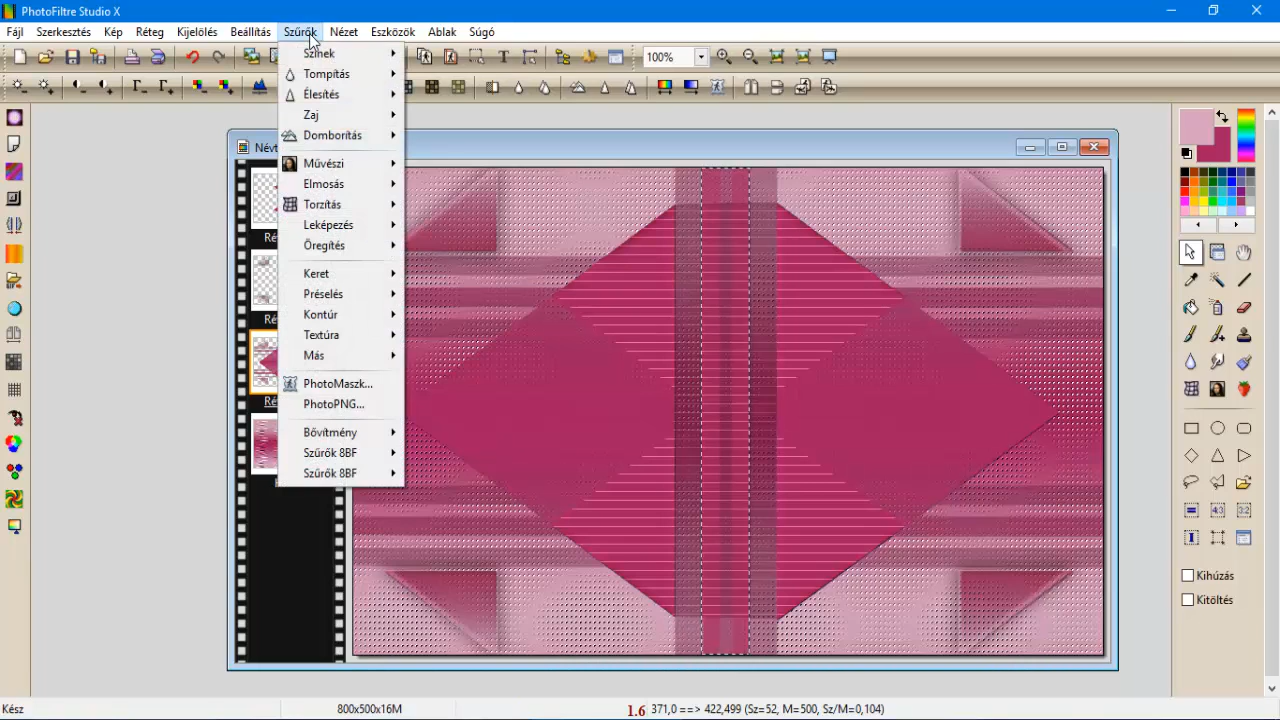 PhotoFiltre Studio X
Fájl Szerkesztés Kép Réteg Kijelölés Beállítás Szűrők Nézet Eszközök Ablak Súgó
100%
Színek
Tompítás
Élesítés
Zaj
Domborítás
Művészi
Elmosás
Torzítás
Leképezés
Öregítés
Keret
Préselés
Kontúr
Textúra
Más
PhotoMaszk...
PhotoPNG...
Bővítmény
Szűrők 8BF
Szűrők 8BF
Kihúzás
Kitöltés
Kész 800x500x16M 1.6 371,0 ==> 422,499 (Sz=52, M=500, Sz/M=0,104)